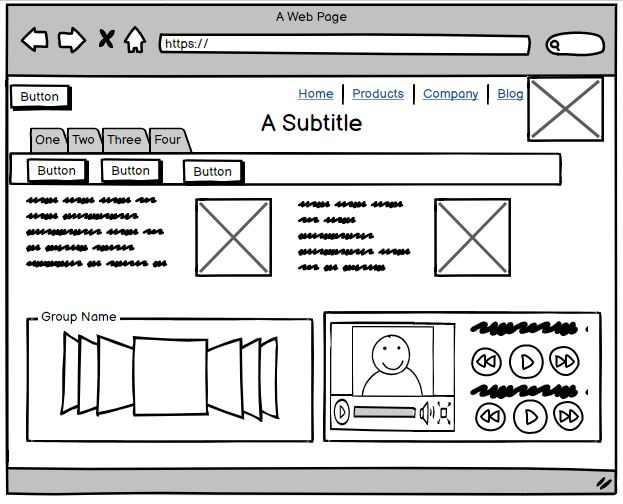 A Web Page
https://
Button
Home Products Company Blog
A Subtitle
One Two Three Four
Button Button Button
Group Name